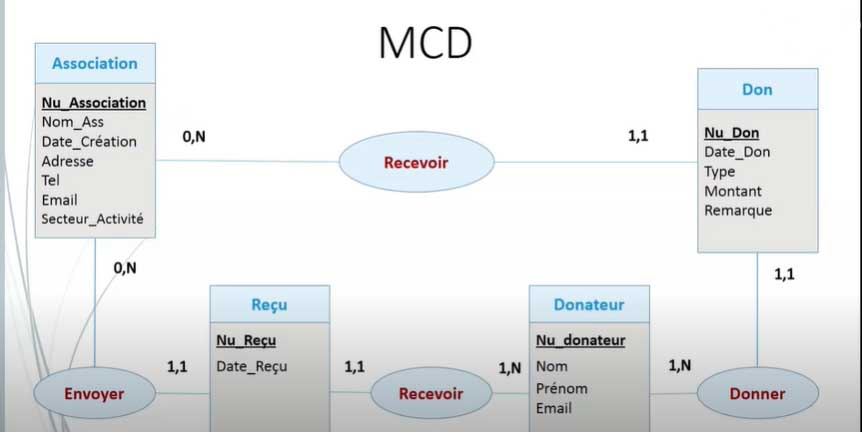 MCD
Association
Nu_Association
Nom_Ass
Date_Création
Adresse
Tel
Email
Secteur_Activité
0,N
Recevoir
1,1
Don
Nu_Don
Date_Don
Type
Montant
Remarque
0,N
1,1
Envoyer
1,1
Reçu
Nu_Reçu
Date_Reçu
1,1
Recevoir
1,N
Donateur
Nu_donateur
Nom
Prénom
Email
1,N
Donner